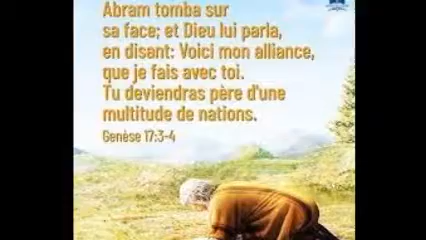 Abram tomba sur
sa face; et Dieu lui parla,
en disant: Voici mon alliance,
que je fais avec toi.
Tu deviendras père d'une
multitude de nations.
Genèse 17:3-4